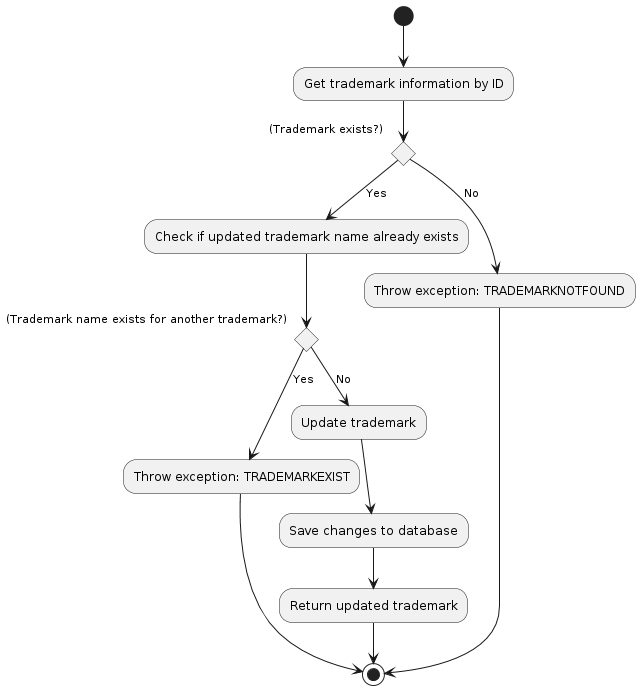 Get trademark information by ID
(Trademark exists?)
Yes
No
Check if updated trademark name already exists
Throw exception: TRADEMARKNOTFOUND
(Trademark name exists for another trademark?)
Yes
No
Update trademark
Throw exception: TRADEMARKEXIST
Save changes to database
Return updated trademark